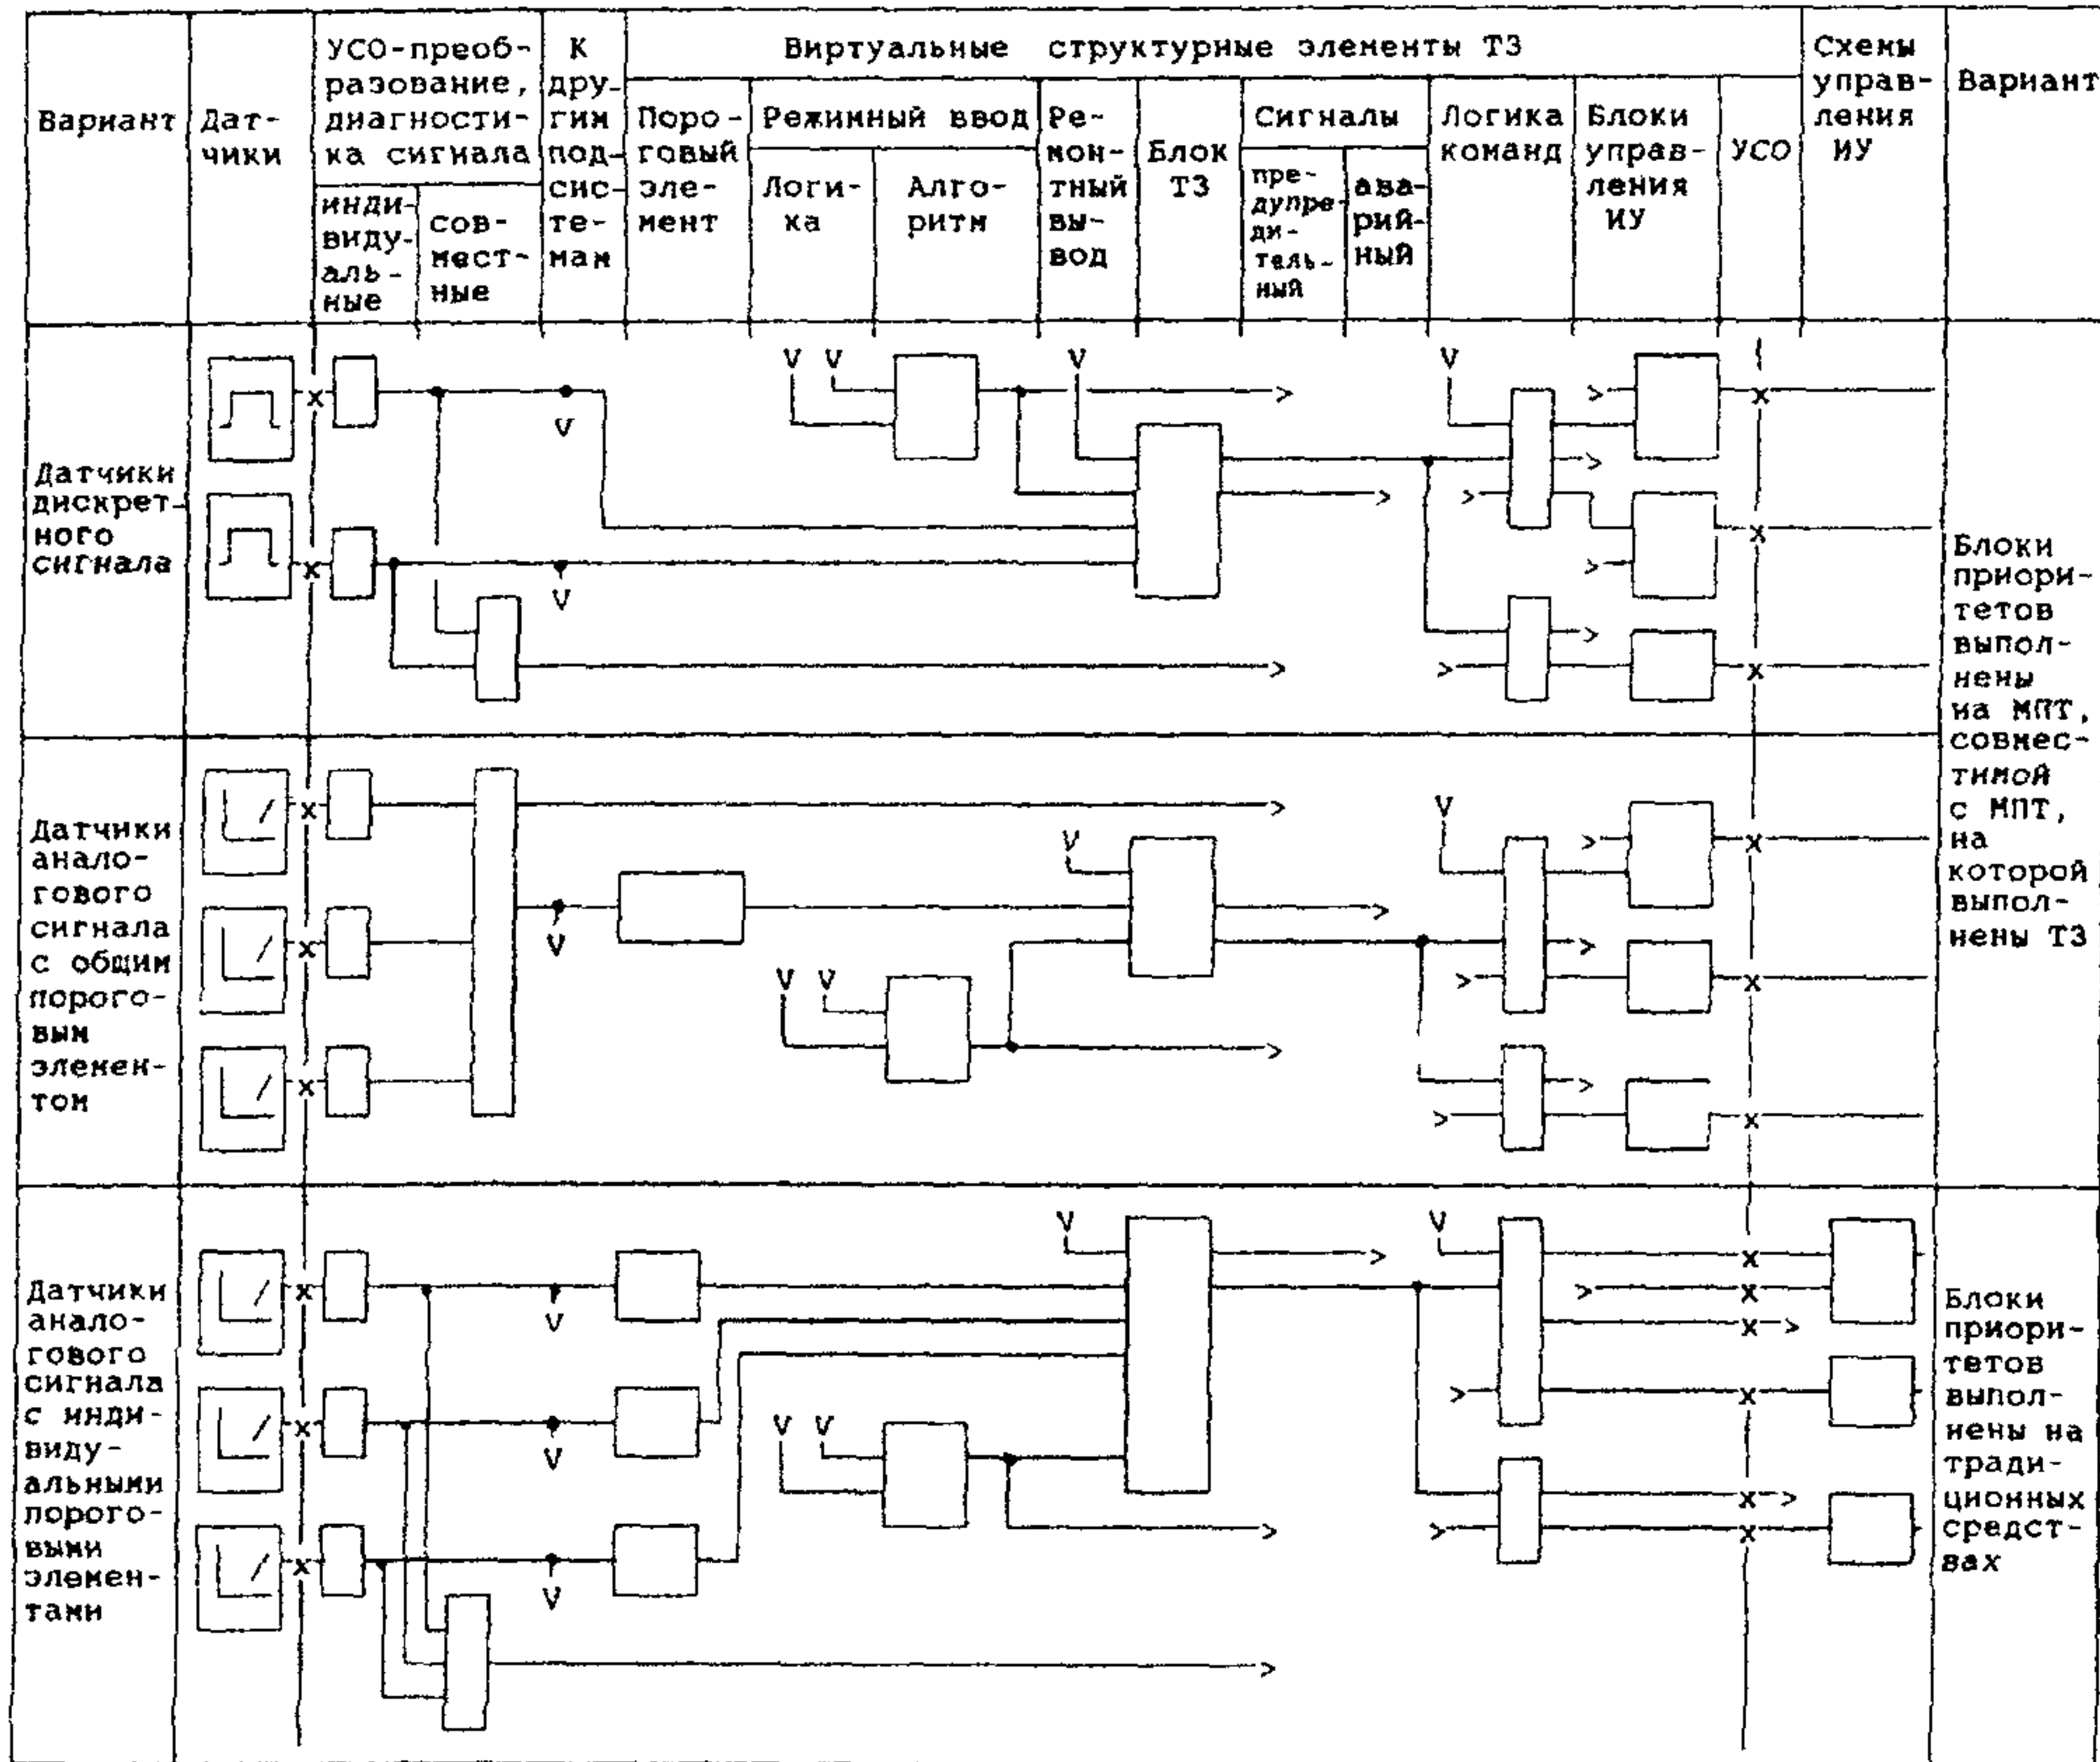 Вариант
Дат-
чики
УСО-преоб-
разование,
диагности-
ка сигнала
инди-
виду-
аль-
ные
сов-
мест-
ные
К
дру-
гим
под-
сис-
те-
мам
Виртуальные структурные элементы ТЗ
Поро-
говый
эле-
мент
Режимный ввод
Логи-
ка
Алго-
ритм
Ре-
мон-
тный
вы-
вод
Блок
ТЗ
Сигналы
пре-
дупре-
ди-
тель-
ный
ава-
рий-
ный
Логика
команд
Блоки
управ-
ления
ИУ
УСО
Схемы
управ-
ления
ИУ
Вариант
Датчики
дискрет-
ного
сигнала
Датчики
анало-
гового
сигнала
с общим
порого-
вым
элемен-
том
Датчики
анало-
гового
сигнала
с инди-
виду-
альными
порого-
выми
элемен-
тами
Блоки
приори-
тетов
выпол-
нены
на МПТ,
совмес-
тимой
с МПТ,
на
которой
выпол-
нены ТЗ
Блоки
приори-
тетов
выпол-
нены на
тради-
ционных
средст-
вах